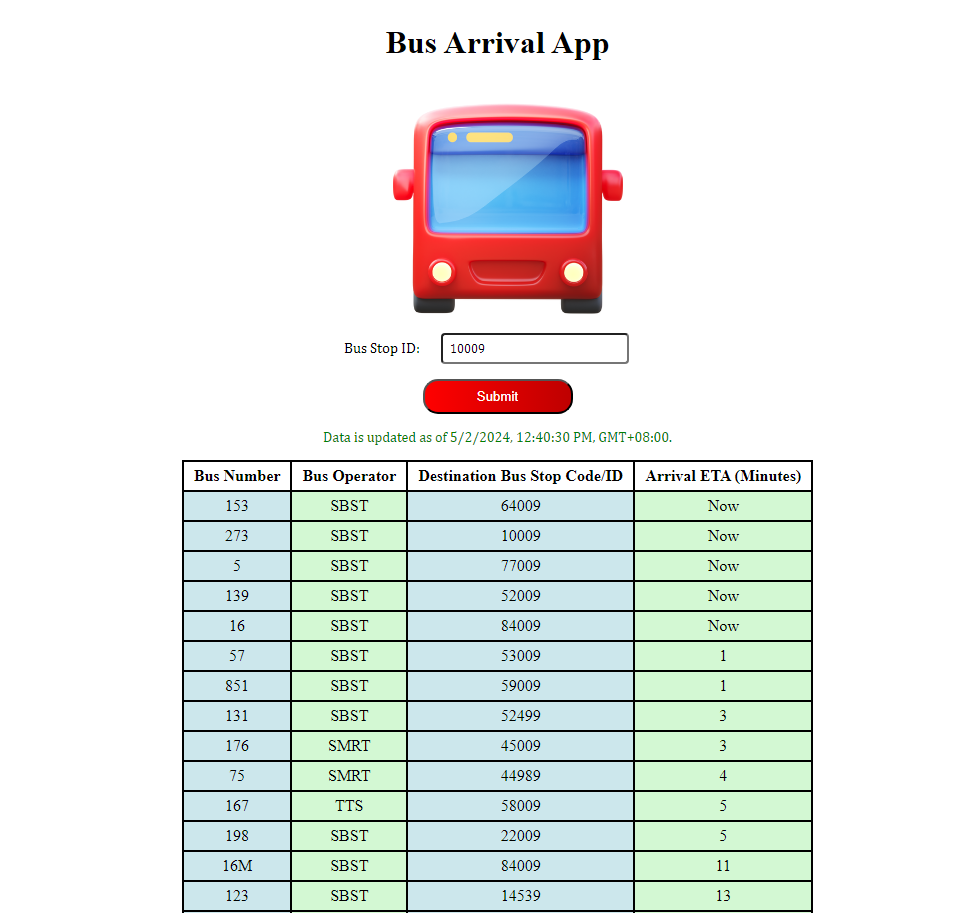 Bus Arrival App
Bus Stop ID: 10009
Submit
Data is updated as of 5/2/2024, 12:40:30 PM, GMT+08:00.
Bus Number Bus Operator Destination Bus Stop Code/ID Arrival ETA (Minutes)
153 SBST 64009 Now
273 SBST 10009 Now
5 SBST 77009 Now
139 SBST 52009 Now
16 SBST 84009 Now
57 SBST 53009 1
851 SBST 59009 1
131 SBST 52499 3
176 SMRT 45009 3
75 SMRT 44989 4
167 TTS 58009 5
198 SBST 22009 5
16M SBST 84009 11
123 SBST 14539 13